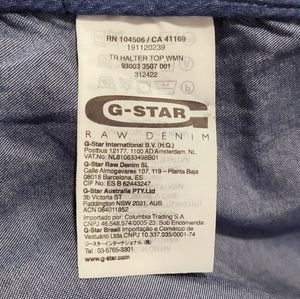 RN 104506 / CA 41169
191120239
TR HALTER TOP WMN
93003 3507 001
312422
G-STAR
RAW DENIM
G-Star International B.V. (H.Q.)
Postbus 12177, 1100 AD Amsterdam, NL
VAT.No. NL810633498B01
G-Star Raw Denim SL
Calle Almogavares 107, 119 – Planta Baja
08018 Barcelona, ES
CIF No: ES B 62443247
G-Star Australia PTY.Ltd
3b Victoria ST
Paddington NSW 2021, AU
ACN 084011852
Importado por: Columbia Trading S.A
CNPJ 46.548.574/0005-23. Sob Encomenda:
G-Star Brasil Importação e Comércio de
Vestuário Ltda.CNPJ 10.337.035/0001-74
ジースターインターナショナル (株)
Tel: 03-5765-3301
www.g-star.com